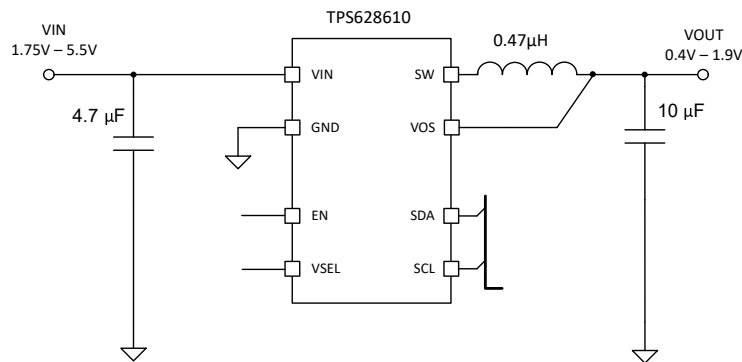 TPS628610
VIN
1.75V – 5.5V
0.47µH
VOUT
0.4V – 1.9V
VIN
SW
4.7 µF
GND
VOS
10 µF
EN
SDA
VSEL
SCL